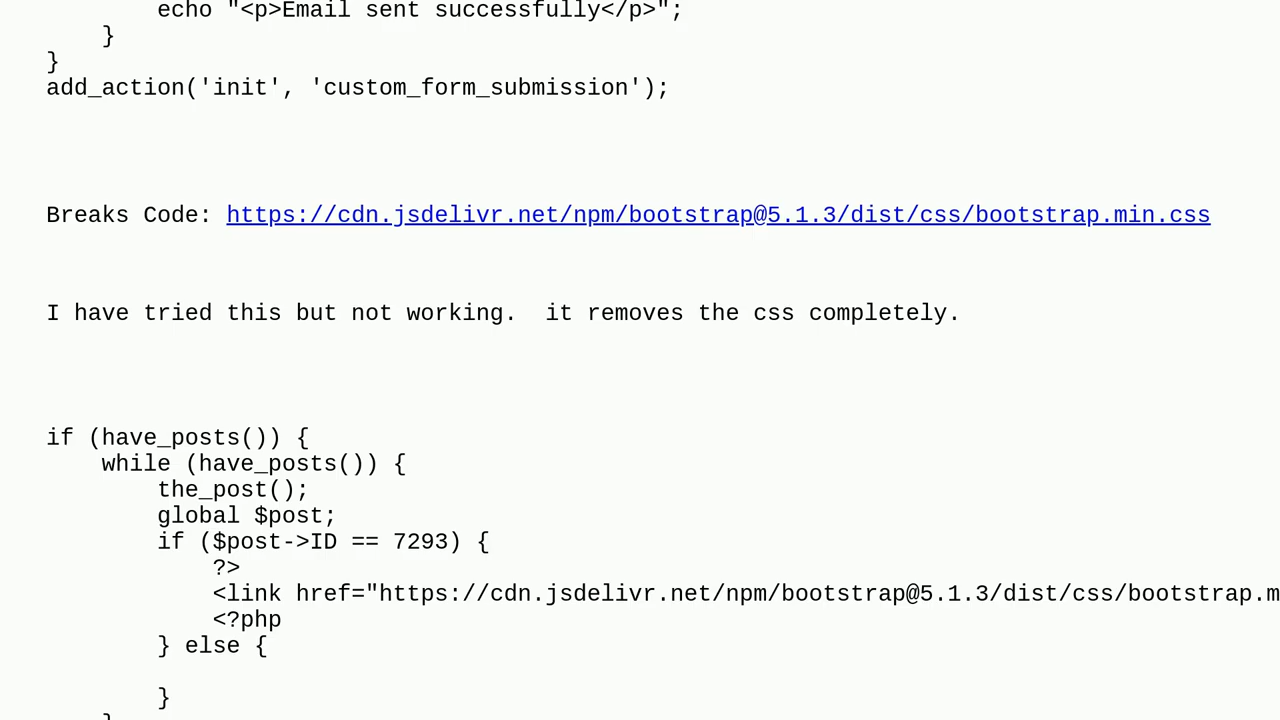 echo "<p>Email sent successfully</p>";
    }
}
add_action('init', 'custom_form_submission');
Breaks Code: https://cdn.jsdelivr.net/npm/bootstrap@5.1.3/dist/css/bootstrap.min.css
I have tried this but not working.  it removes the css completely.
if (have_posts()) {
    while (have_posts()) {
        the_post();
        global $post;
        if ($post->ID == 7293) {
            ?>
            <link href="https://cdn.jsdelivr.net/npm/bootstrap@5.1.3/dist/css/bootstrap.m
            <?php
        } else {
        }
    }